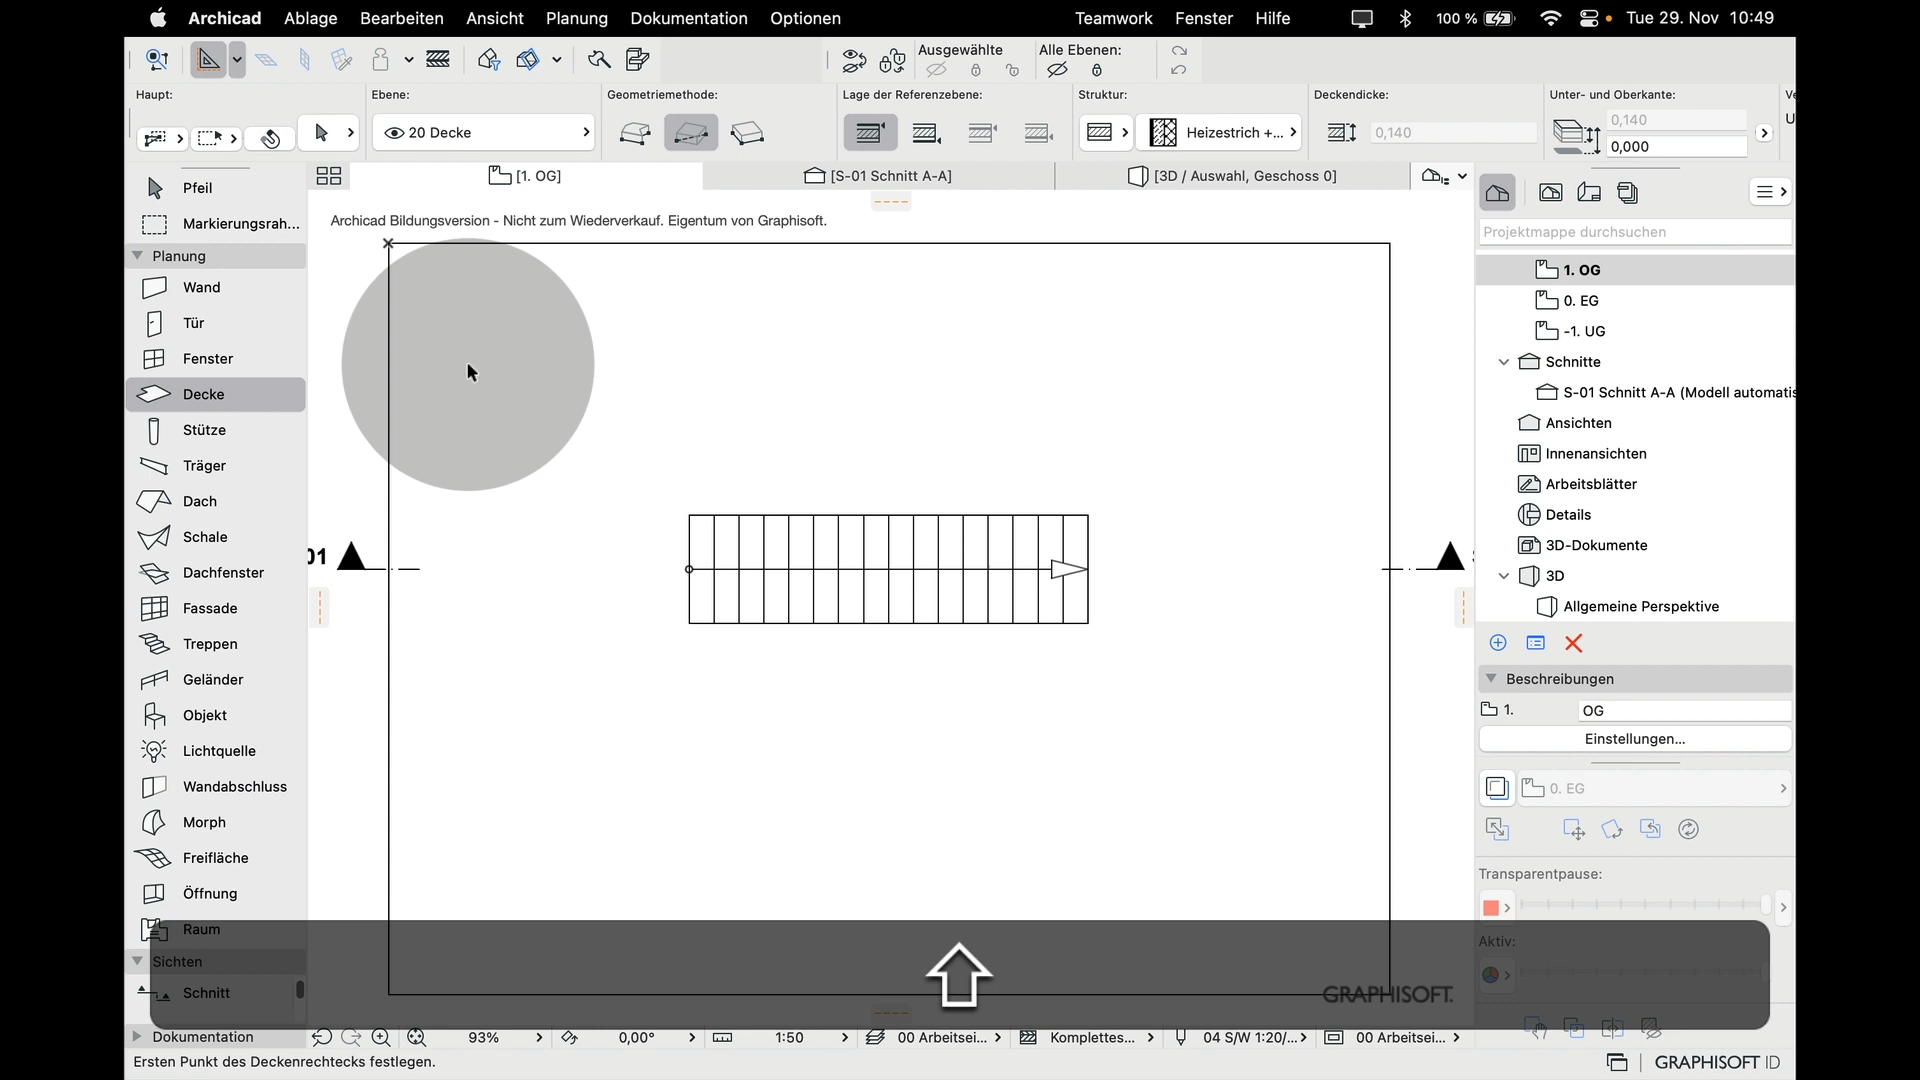 Archicad Ablage Bearbeiten Ansicht Planung Dokumentation Optionen Teamwork Fenster Hilfe 100 % Tue 29. Nov 10:49
Ausgewählte Alle Ebenen:
Haupt: Ebene: Geometriemethode: Lage der Referenzebene: Struktur: Deckendicke: Unter- und Oberkante:
20 Decke Heizestrich +... 0,140 0,140
0,000
[1. OG] [S-01 Schnitt A-A] [3D / Auswahl, Geschoss 0]
Archicad Bildungsversion - Nicht zum Wiederverkauf. Eigentum von Graphisoft.
Pfeil
Markierungsrah...
Planung
Wand
Tür
Fenster
Decke
Stütze
Träger
Dach
Schale
Dachfenster
Fassade
Treppen
Geländer
Objekt
Lichtquelle
Wandabschluss
Morph
Freifläche
Öffnung
Raum
Sichten
Schnitt
Dokumentation
01
Projektmappe durchsuchen
1. OG
0. EG
-1. UG
Schnitte
S-01 Schnitt A-A (Modell automatis
Ansichten
Innenansichten
Arbeitsblätter
Details
3D-Dokumente
3D
Allgemeine Perspektive
Beschreibungen
1. OG
Einstellungen...
0. EG
Transparentpause:
Aktiv:
GRAPHISOFT.
93% 0,00° 1:50 00 Arbeitsei... Komplettes... 04 S/W 1:20/... 00 Arbeitsei...
Ersten Punkt des Deckenrechtecks festlegen.
GRAPHISOFT ID